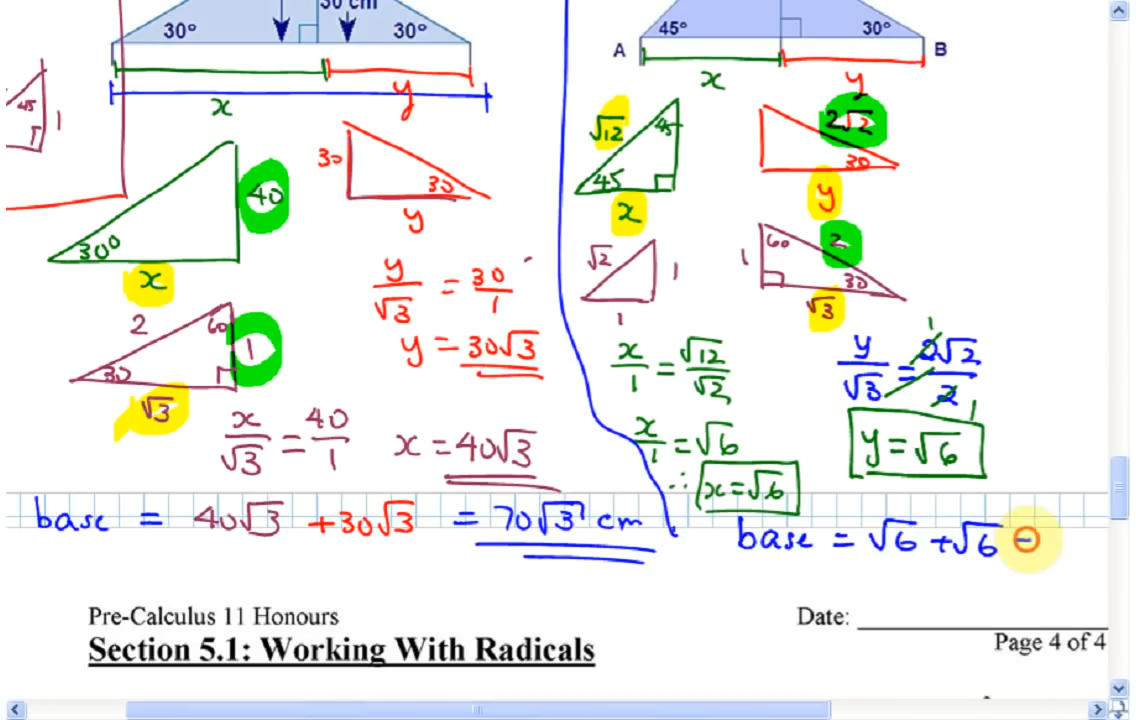 30 cm
30°
30°
x
y
45
1
40
30°
x
30
30
y
2
60
1
30
√3
y/√3 = 30/1
y = 30√3
x/√3 = 40/1
x = 40√3
45°
30°
A
B
x
y
√12
45
45
x
2√2
30
y
√2
1
1
60
2
1
30
√3
x/1 = √12/√2
x/1 = √6
∴ x = √6
y/√3 = 2√2/2
1
1
y = √6
base = 40√3 + 30√3 = 70√3 cm
base = √6 + √6 =
Pre-Calculus 11 Honours
Date:
Section 5.1: Working With Radicals
Page 4 of 4